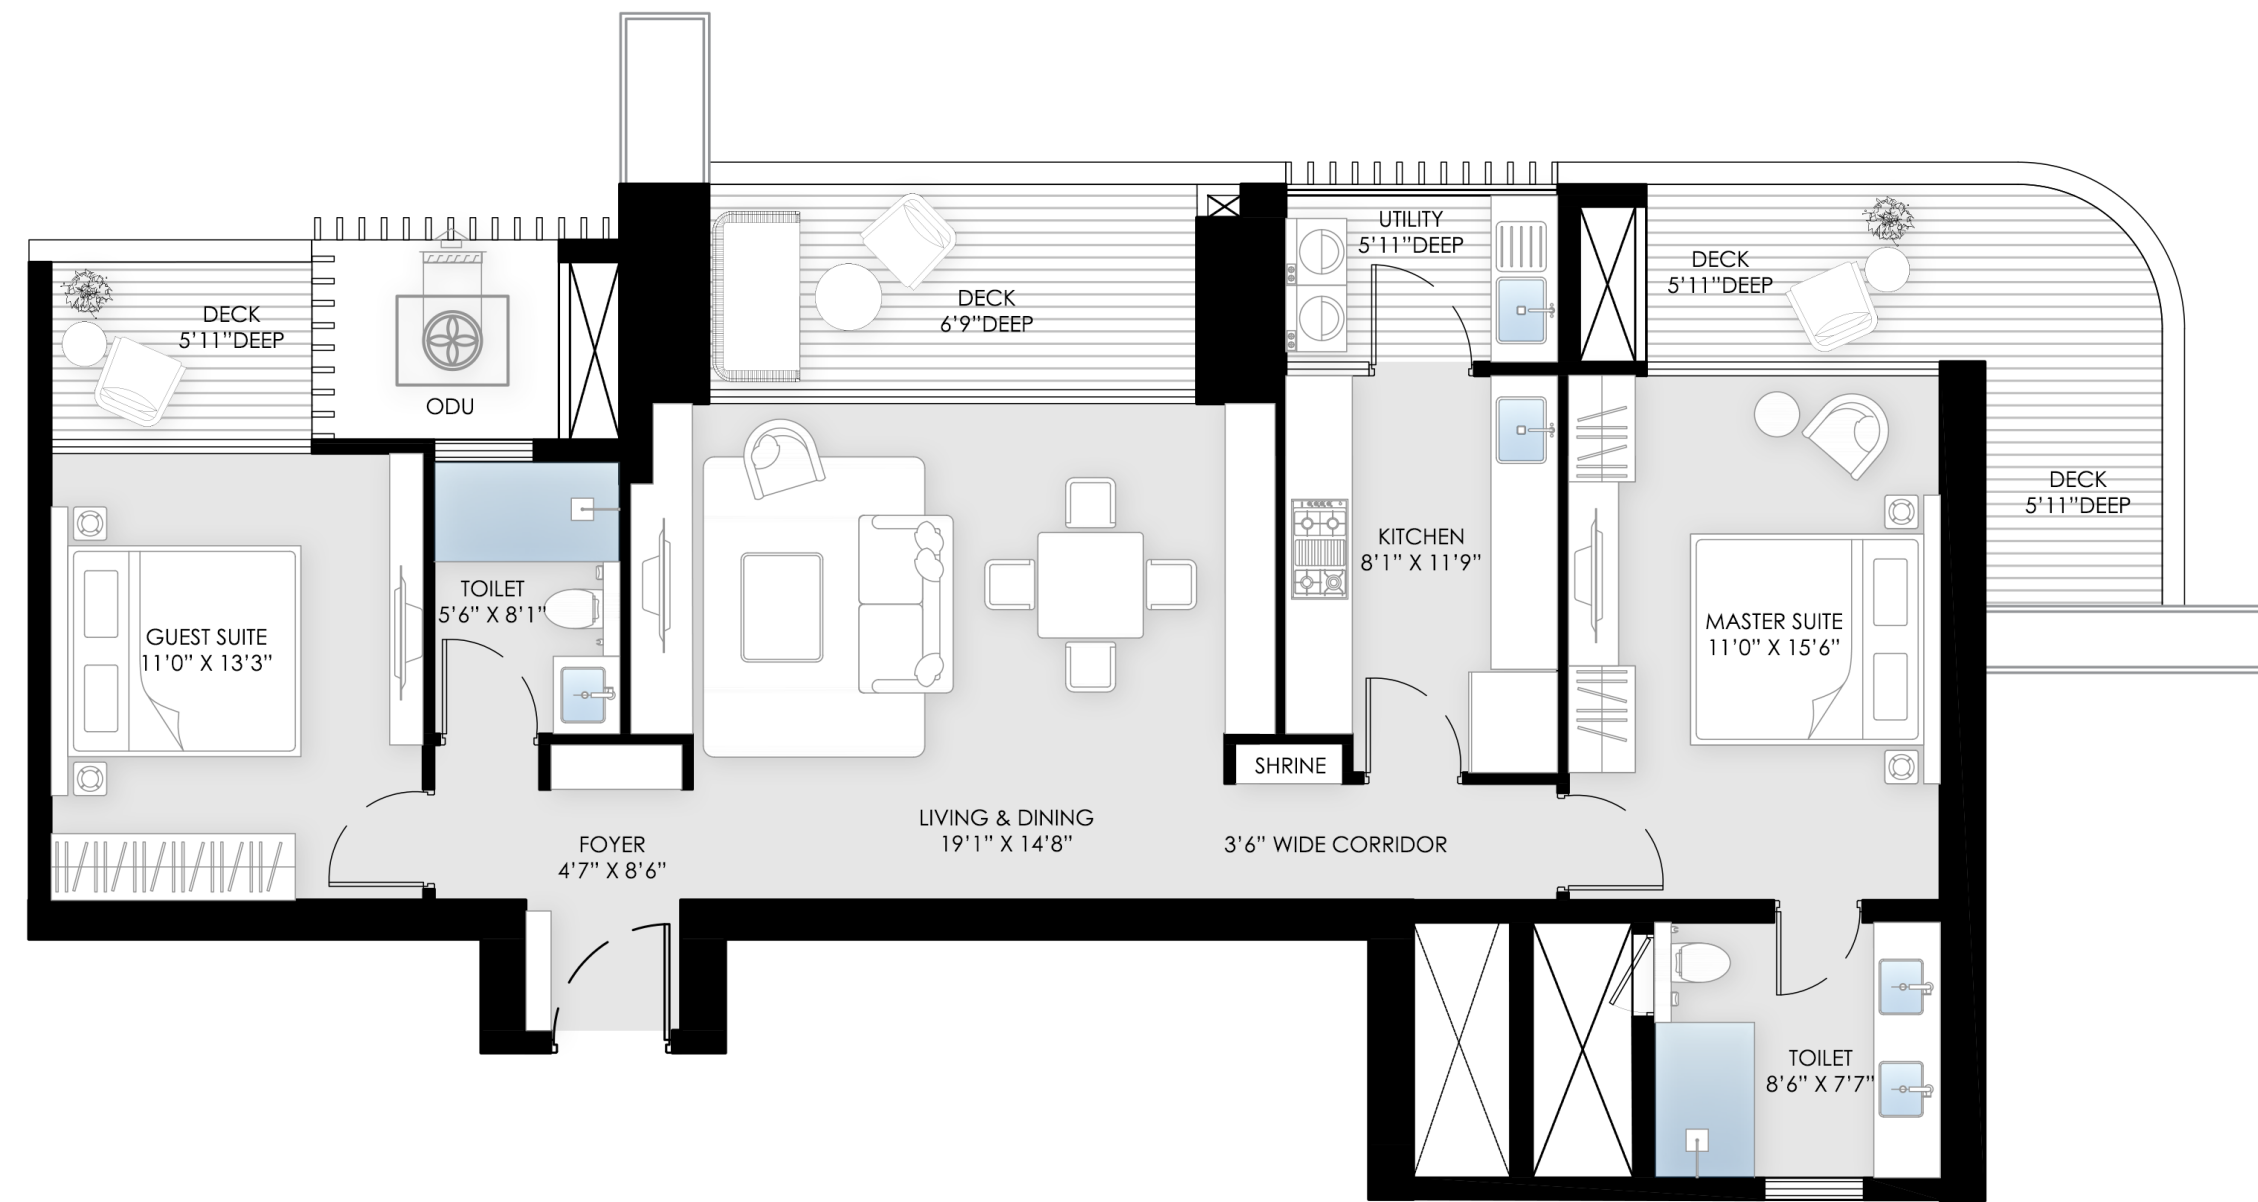 UTILITY
5’11”DEEP
DECK
5’11”DEEP
DECK
6’9”DEEP
DECK
5’11”DEEP
ODU
DECK
5’11”DEEP
KITCHEN
8’1” X 11’9”
TOILET
5’6” X 8’1”
GUEST SUITE
11’0” X 13’3”
MASTER SUITE
11’0” X 15’6”
SHRINE
LIVING & DINING
19’1” X 14’8”
FOYER
4’7” X 8’6”
3’6” WIDE CORRIDOR
TOILET
8’6” X 7’7”